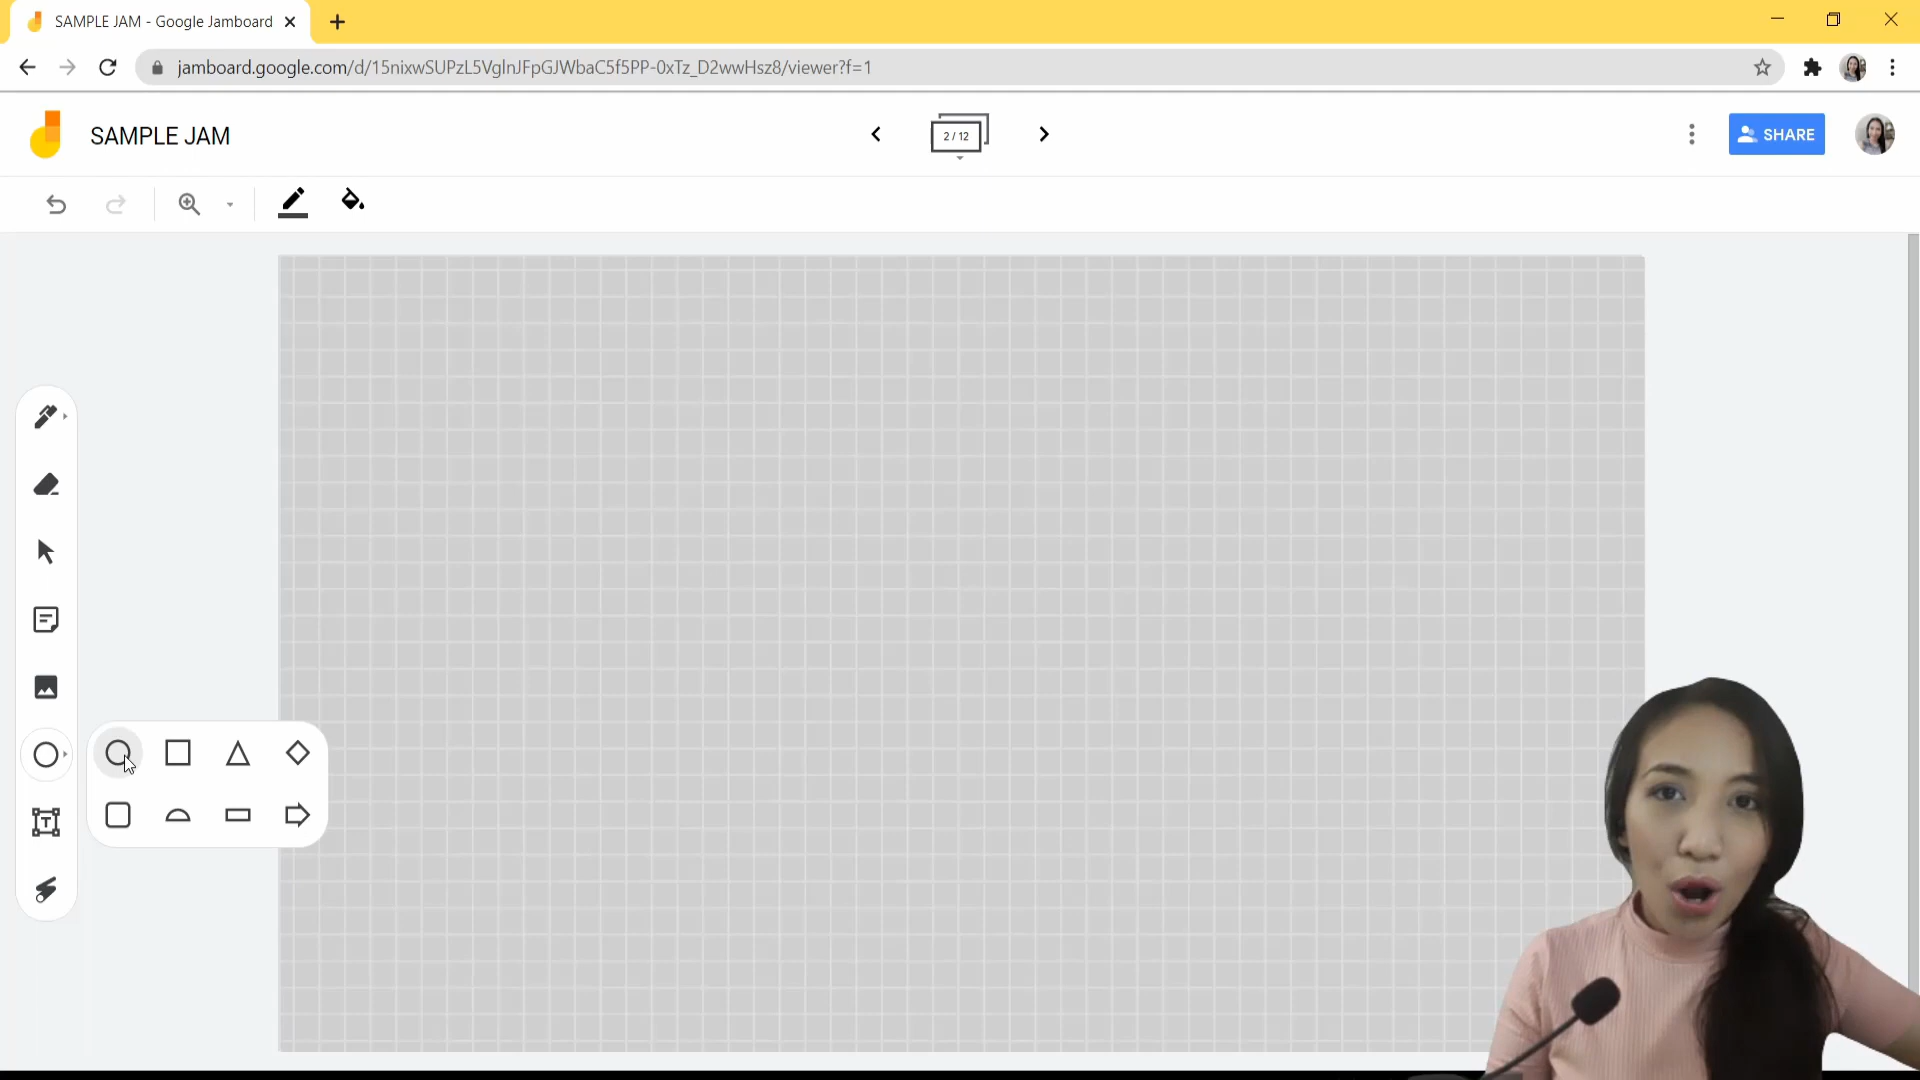 SAMPLE JAM - Google Jamboard
jamboard.google.com/d/15nixwSUPzL5VglnJFpGJWbaC5f5PP-0xTz_D2wwHsz8/viewer?f=1
SAMPLE JAM
2 / 12
SHARE
T